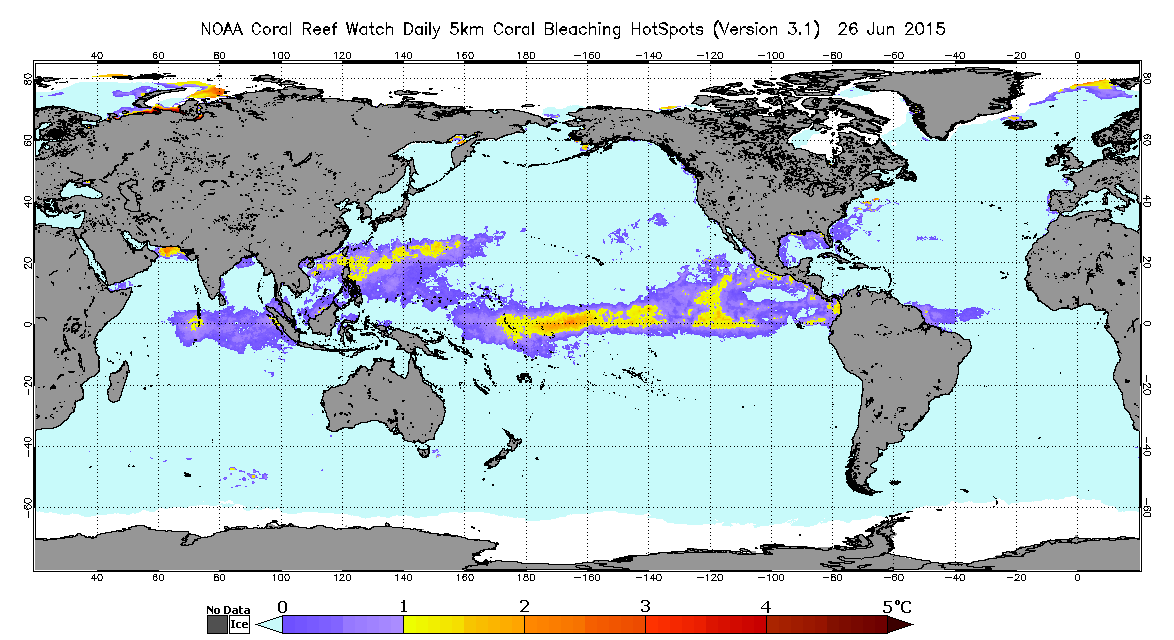 NOAA Coral Reef Watch Daily 5km Coral Bleaching HotSpots (Version 3.1)  26 Jun 2015
40 60 80 100 120 140 160 180 -160 -140 -120 -100 -80 -60 -40 -20 0
80 80
60 60
40 40
20 20
0 0
-20 -20
-40 -40
-60 -60
40 60 80 100 120 140 160 180 -160 -140 -120 -100 -80 -60 -40 -20 0
No Data 0 1 2 3 4 5°C
Ice